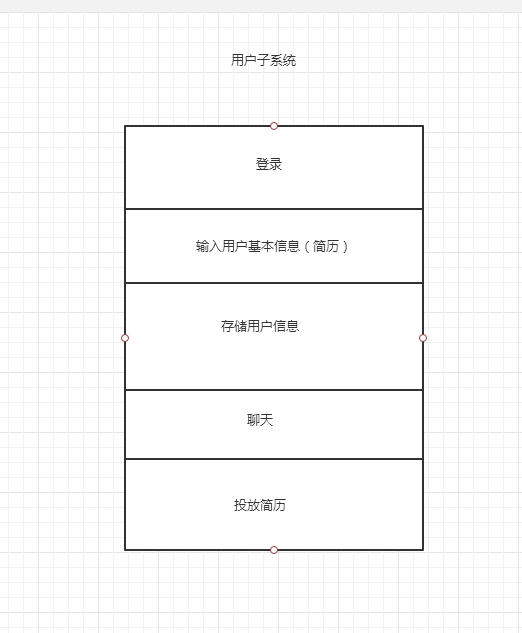 用户子系统
登录
输入用户基本信息（简历）
存储用户信息
聊天
投放简历